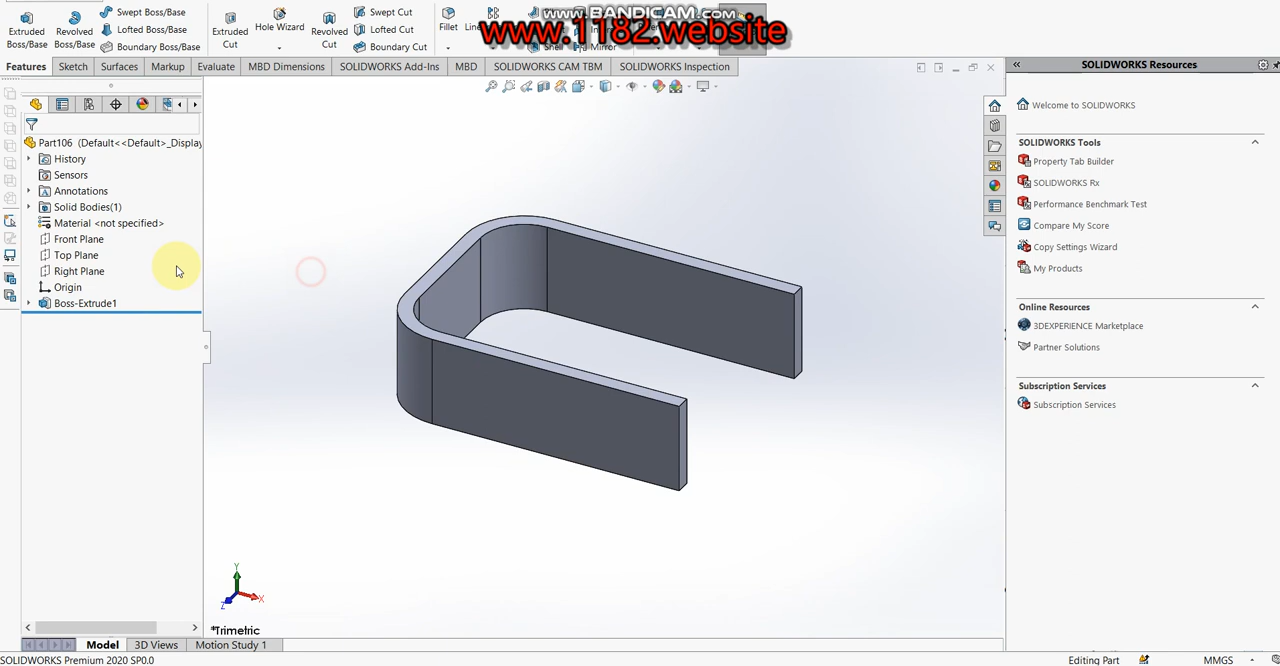 www.BANDICAM.com
www.1182.website
Extruded Boss/Base
Revolved Boss/Base
Swept Boss/Base
Lofted Boss/Base
Boundary Boss/Base
Extruded Cut
Hole Wizard
Revolved Cut
Swept Cut
Lofted Cut
Boundary Cut
Fillet
Shell
Mirror
Features
Sketch
Surfaces
Markup
Evaluate
MBD Dimensions
SOLIDWORKS Add-Ins
MBD
SOLIDWORKS CAM TBM
SOLIDWORKS Inspection
Part106 (Default<<Default>_Display
History
Sensors
Annotations
Solid Bodies(1)
Material <not specified>
Front Plane
Top Plane
Right Plane
Origin
Boss-Extrude1
Y
X
Z
*Trimetric
SOLIDWORKS Resources
Welcome to SOLIDWORKS
SOLIDWORKS Tools
Property Tab Builder
SOLIDWORKS Rx
Performance Benchmark Test
Compare My Score
Copy Settings Wizard
My Products
Online Resources
3DEXPERIENCE Marketplace
Partner Solutions
Subscription Services
Subscription Services
Model
3D Views
Motion Study 1
SOLIDWORKS Premium 2020 SP0.0
Editing Part
MMGS